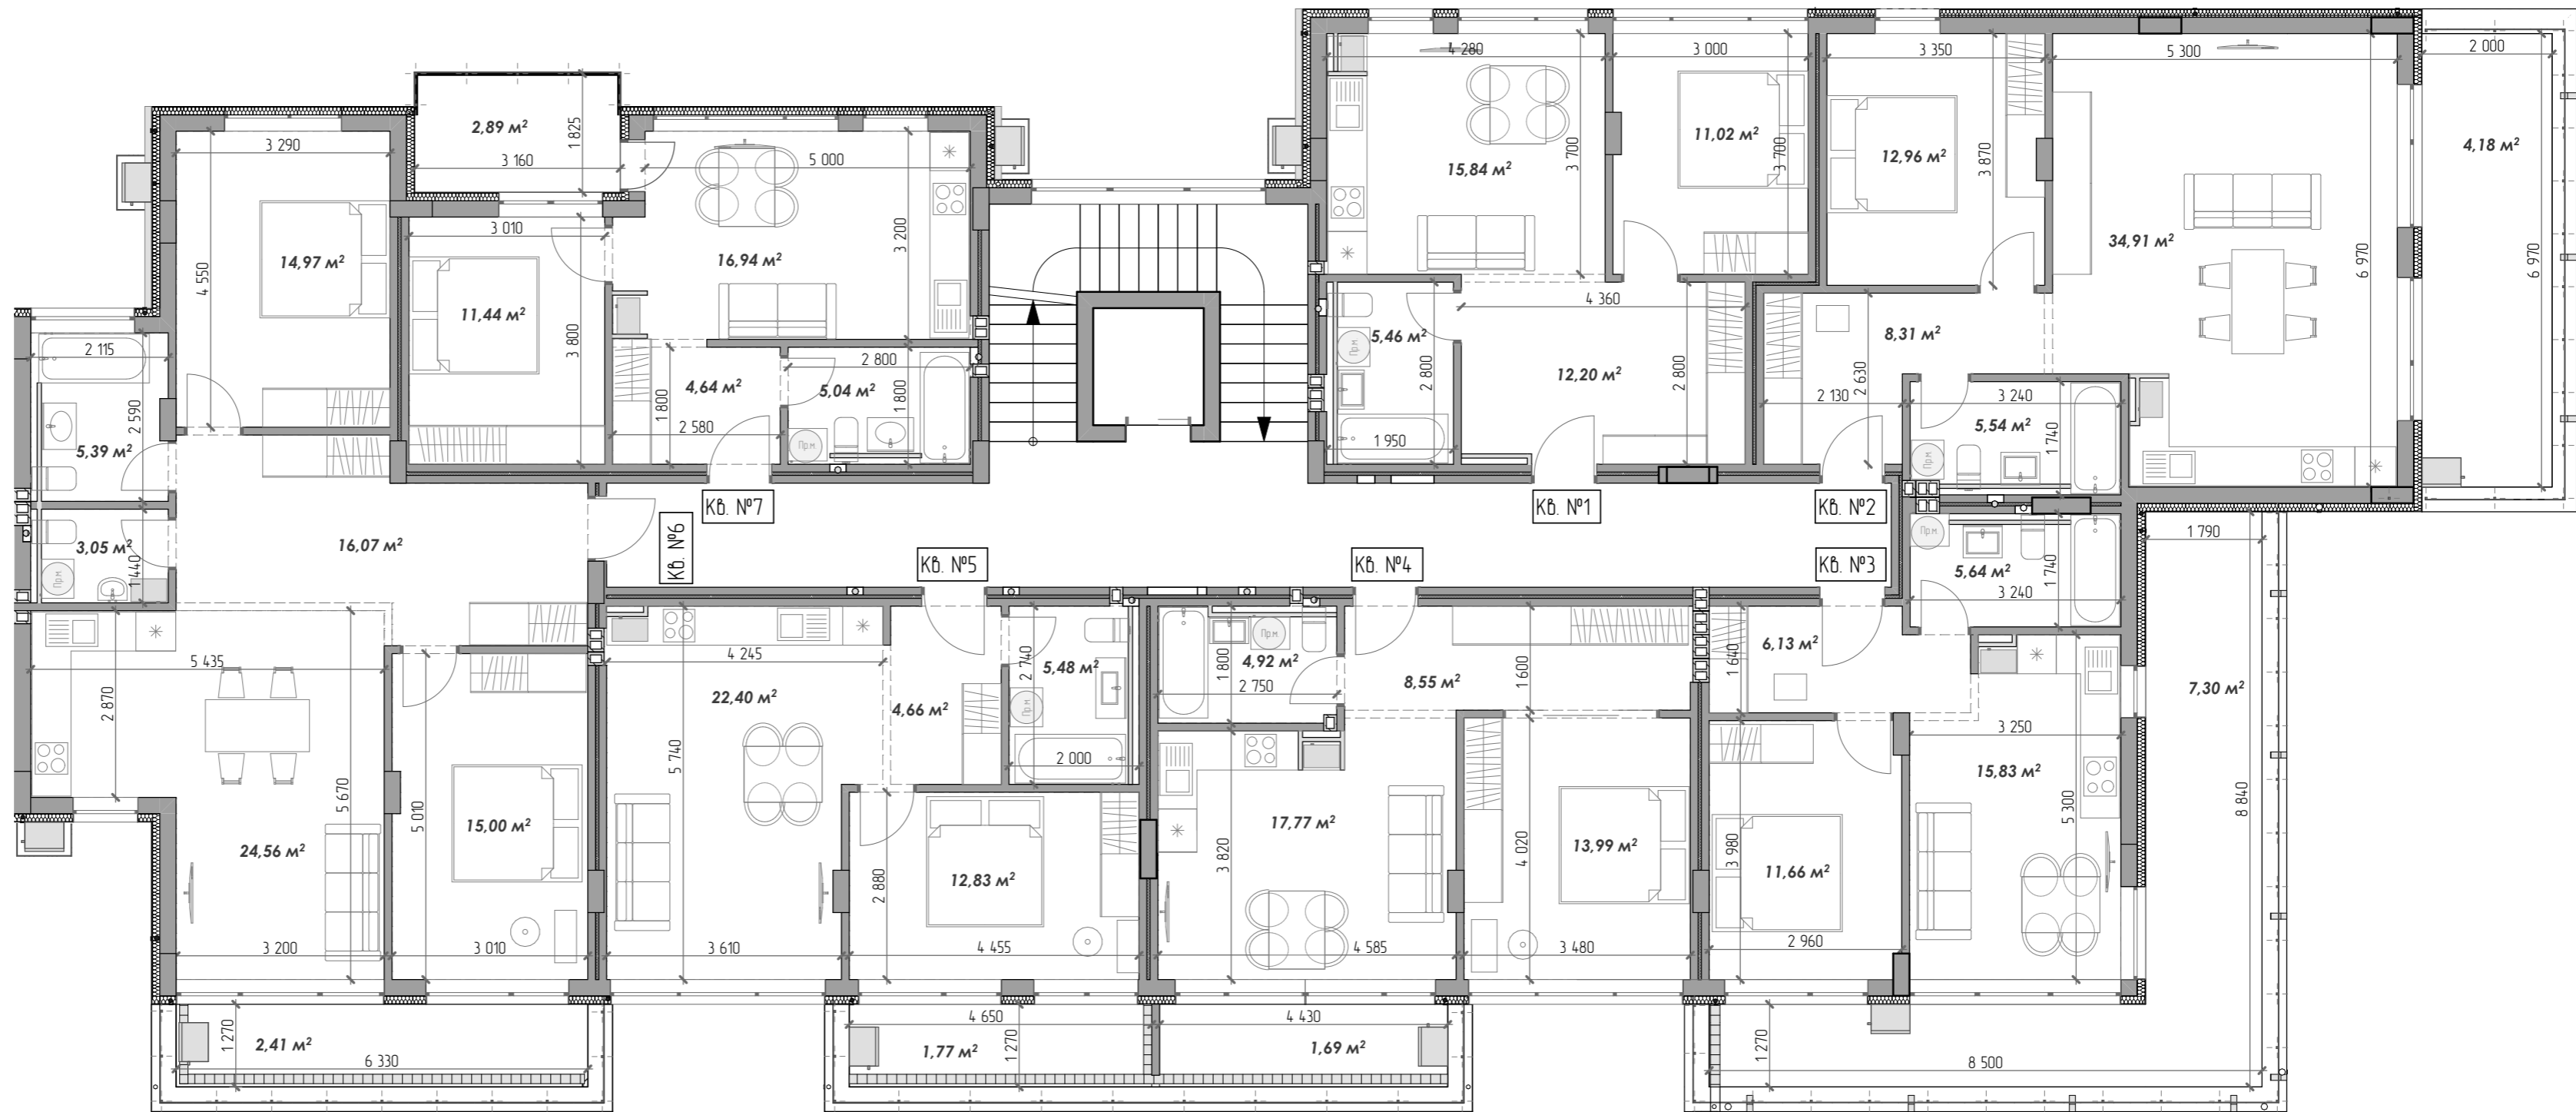 4 280
3 000
3 350
5 300
2 000
2,89 м²
1 825
3 160
3 290
5 000
15,84 м²
3 700
11,02 м²
3 700
12,96 м²
3 870
4,18 м²
14,97 м²
4 550
3 010
11,44 м²
3 800
16,94 м²
3 200
34,91 м²
6 970
6 970
4 360
5,46 м²
Пр.м.
2 800
12,20 м²
2 800
1 950
8,31 м²
2 630
2 130
3 240
5,54 м²
1 740
Пр.м.
2 115
2 590
5,39 м²
4,64 м²
1 800
2 580
2 800
5,04 м²
1 800
Пр.м.
Кв. №7
Кв. №1
Кв. №2
Кв. №6
Кв. №5
Кв. №4
Кв. №3
3,05 м²
1 440
Пр.м.
16,07 м²
Пр.м.
5,64 м²
1 740
3 240
1 790
5 435
2 870
5 670
24,56 м²
3 200
5 010
15,00 м²
3 010
4 245
22,40 м²
5 740
3 610
4,66 м²
2 740
5,48 м²
Пр.м.
2 000
12,83 м²
2 880
4 455
Пр.м.
4,92 м²
1 800
2 750
8,55 м²
1 600
17,77 м²
3 820
4 585
13,99 м²
4 020
3 480
6,13 м²
1 640
11,66 м²
3 980
2 960
3 250
15,83 м²
5 300
7,30 м²
8 840
1 270
2,41 м²
6 330
4 650
1,77 м²
1 270
4 430
1,69 м²
1 270
8 500